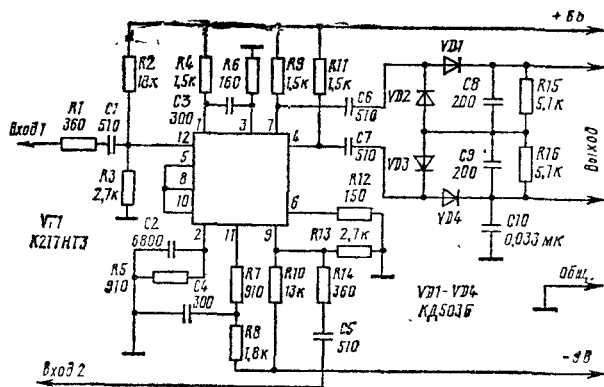 +6в
R2
18к
R4
1,5к
R6
160
R9
1,5к
R11
1,5к
VD1
C8
200
R15
5,1к
R1
360
C1
510
C3
300
C6
510
VD2
Вход 1
1
3
7
12
4
C7
510
5
8
10
VD3
C9
200
R16
5,1к
Выход
R3
2,7к
VT1
К217НТ3
6
R12
150
VD4
2
11
9
R13
2,7к
C10
0,033 мк
C2
6800
R5
910
C4
300
R7
910
R10
13к
R14
360
VD1-VD4
КД503Б
Общ.
R8
1,8к
C5
510
Вход 2
-9В